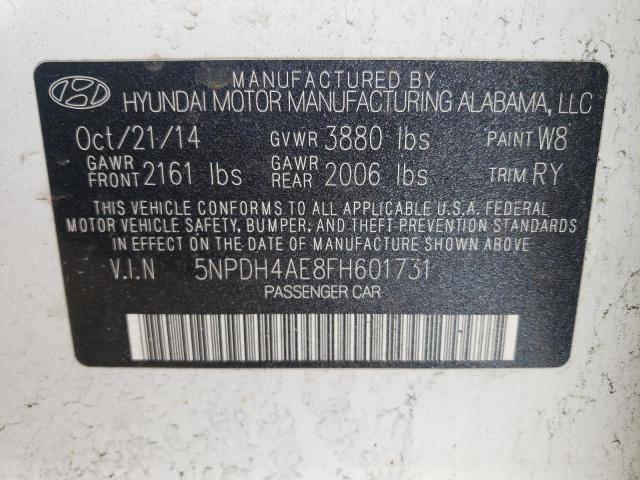 MANUFACTURED BY
HYUNDAI MOTOR MANUFACTURING ALABAMA, LLC
Oct/21/14 GVWR 3880 lbs PAINT W8
GAWR FRONT 2161 lbs GAWR REAR 2006 lbs TRIM RY
THIS VEHICLE CONFORMS TO ALL APPLICABLE U.S.A. FEDERAL
MOTOR VEHICLE SAFETY, BUMPER, AND THEFT PREVENTION STANDARDS
IN EFFECT ON THE DATE OF MANUFACTURE SHOWN ABOVE.
V.I.N 5NPDH4AE8FH601731
PASSENGER CAR